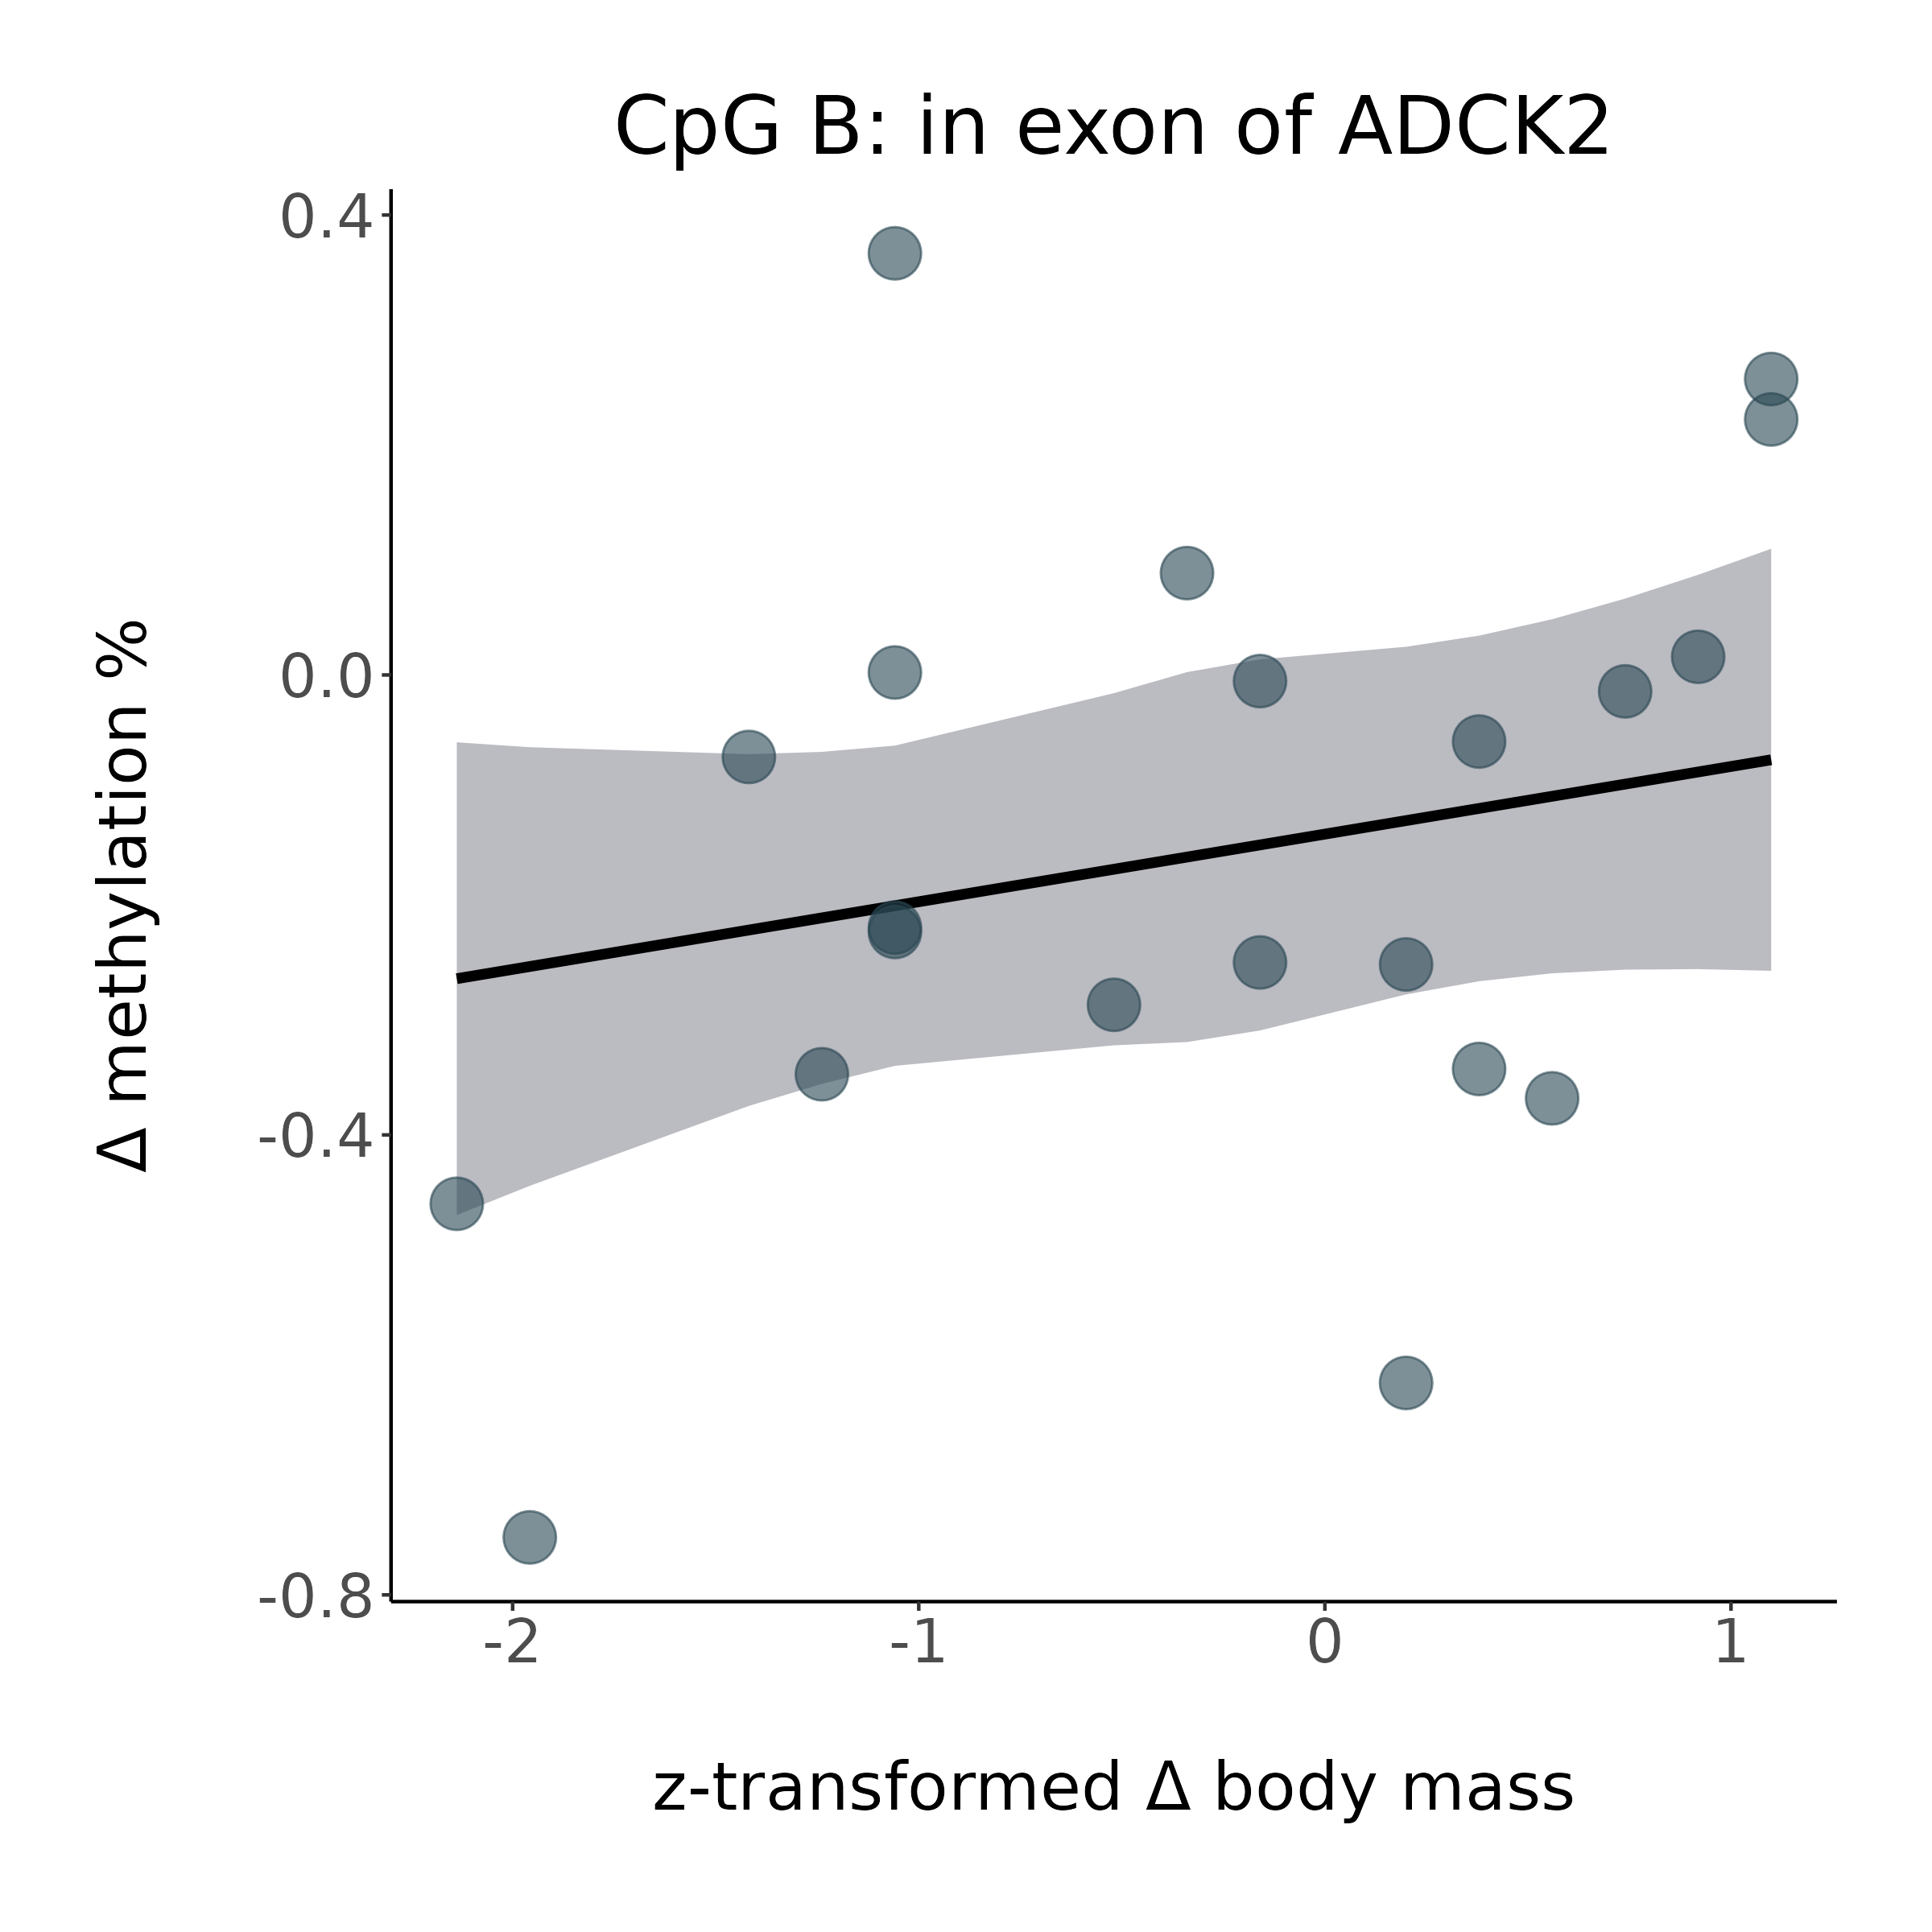 CpG B: in exon of ADCK2
Δ methylation %
0.4
0.0
-0.4
-0.8
-2 -1 0 1
z-transformed Δ body mass